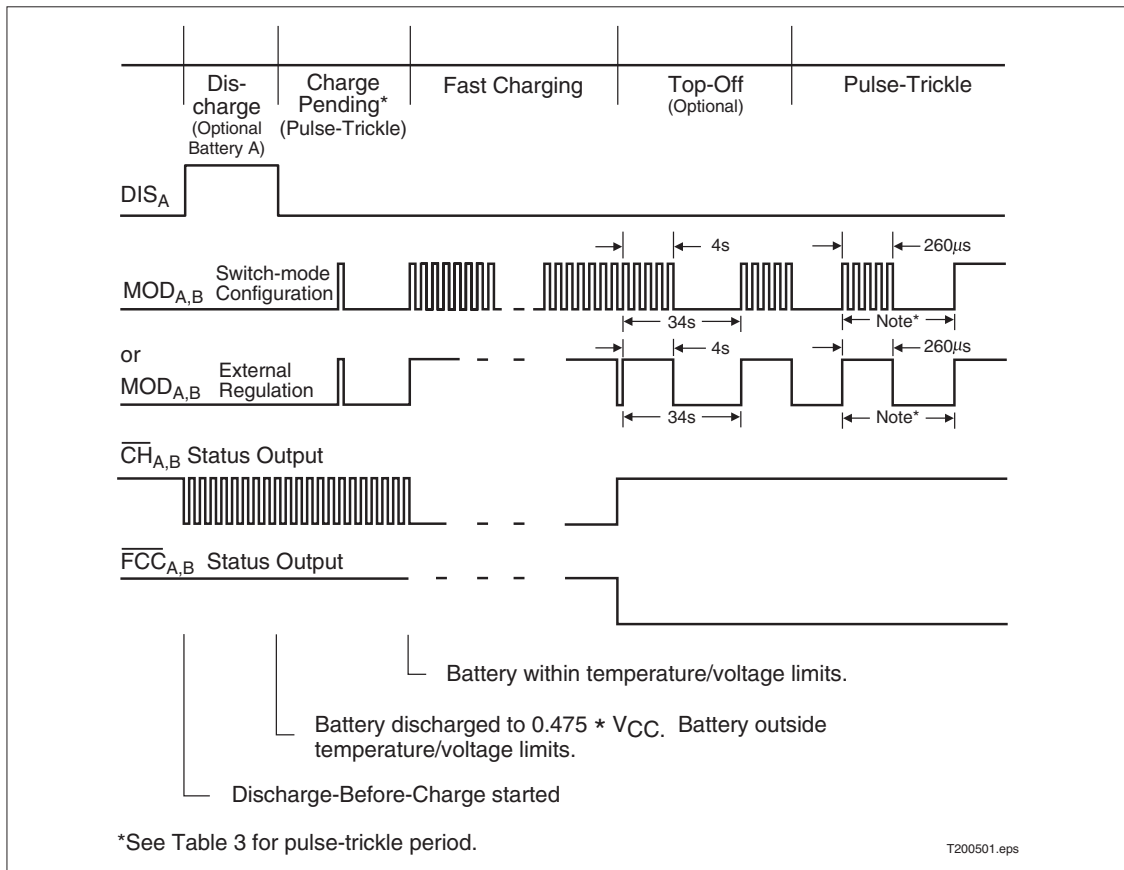 Dis-
charge
(Optional
Battery A)
Charge
Pending*
(Pulse-Trickle)
Fast Charging
Top-Off
(Optional)
Pulse-Trickle
DISA
4s
260µs
MODA,B
Switch-mode
Configuration
34s
Note*
or
4s
260µs
MODA,B
External
Regulation
34s
Note*
CHA,B Status Output
FCCA,B Status Output
Battery within temperature/voltage limits.
Battery discharged to 0.475 * VCC. Battery outside
temperature/voltage limits.
Discharge-Before-Charge started
*See Table 3 for pulse-trickle period.
T200501.eps